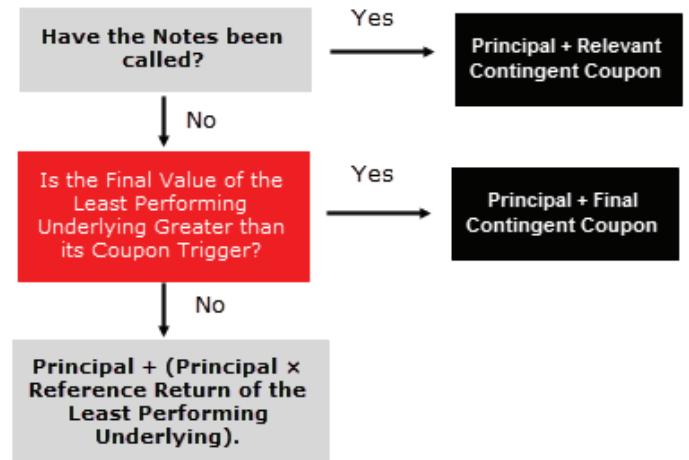 Have the Notes been
called?
Yes
Principal + Relevant
Contingent Coupon
No
Is the Final Value of the
Least Performing
Underlying Greater than
its Coupon Trigger?
Yes
Principal + Final
Contingent Coupon
No
Principal + (Principal ×
Reference Return of the
Least Performing
Underlying).